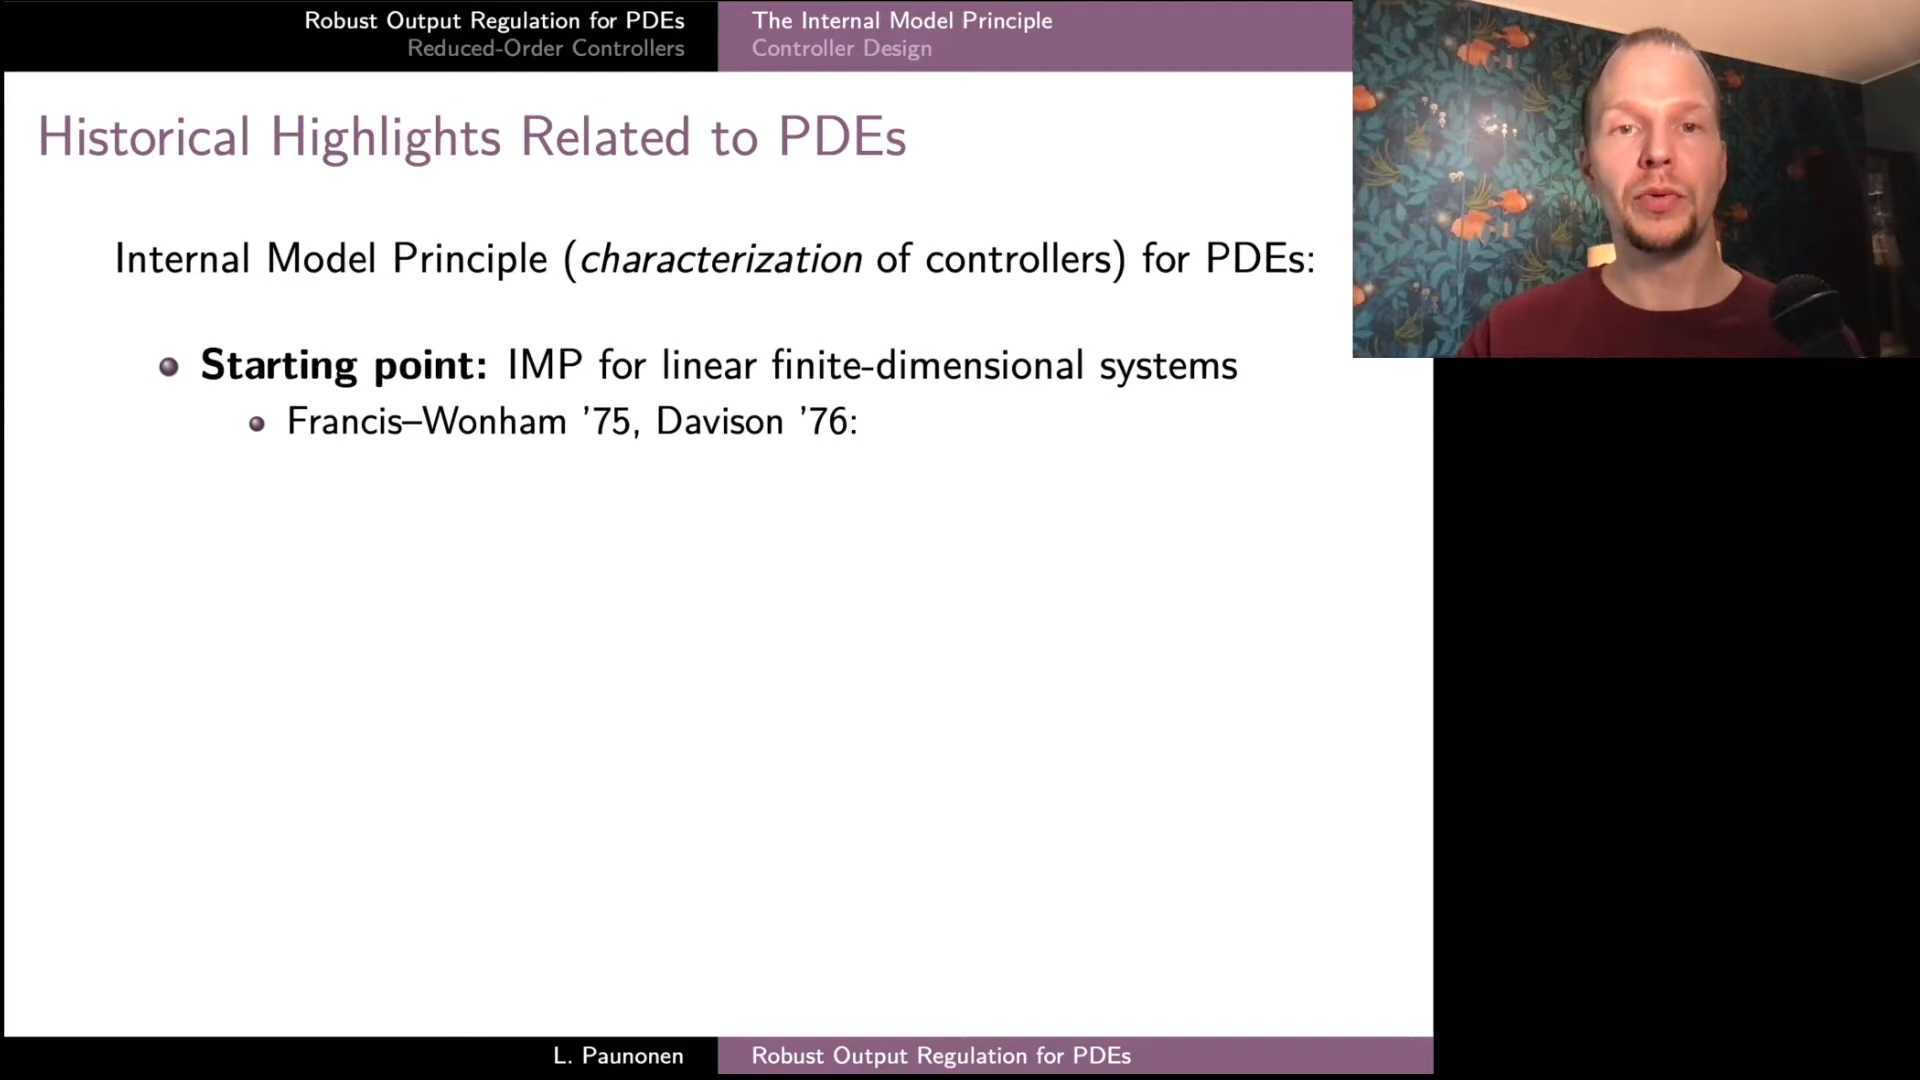 Robust Output Regulation for PDEs
Reduced-Order Controllers
The Internal Model Principle
Controller Design
Historical Highlights Related to PDEs
Internal Model Principle (characterization of controllers) for PDEs:
Starting point: IMP for linear finite-dimensional systems
Francis–Wonham ’75, Davison ’76:
L. Paunonen
Robust Output Regulation for PDEs